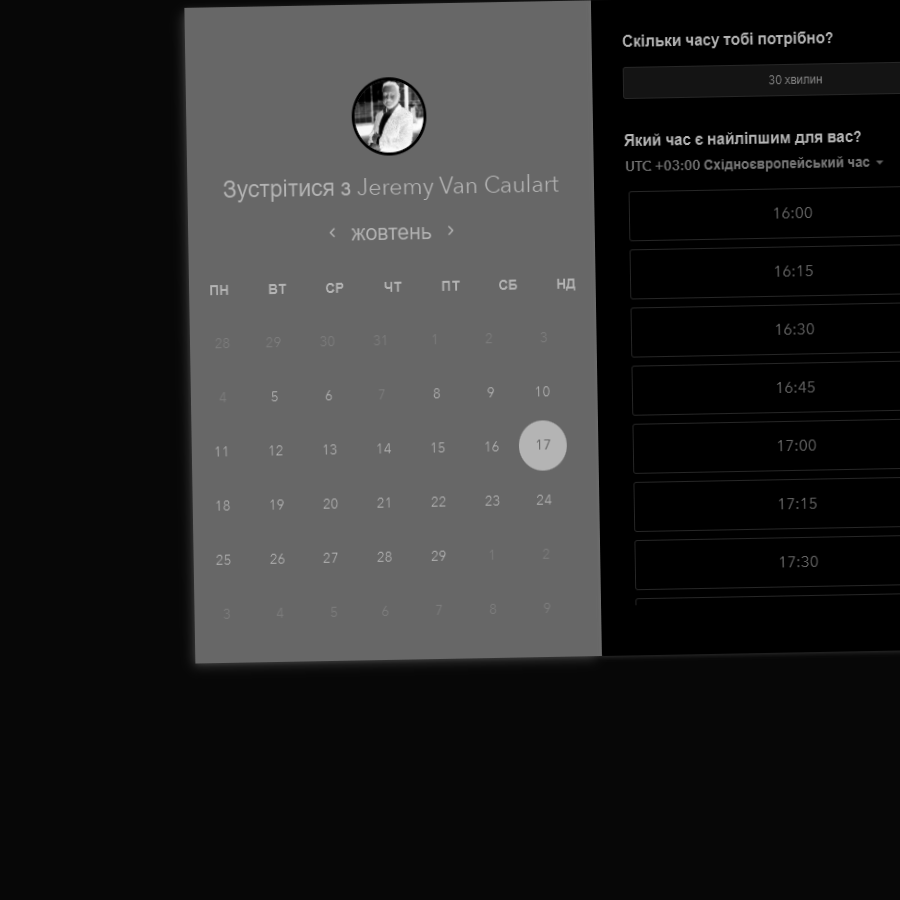 Зустрітися з Jeremy Van Caulart
жовтень
ПН ВТ СР ЧТ ПТ СБ НД
28 29 30 31 1 2 3
4 5 6 7 8 9 10
11 12 13 14 15 16 17
18 19 20 21 22 23 24
25 26 27 28 29 1 2
3 4 5 6 7 8 9
Скільки часу тобі потрібно?
30 хвилин
Який час є найліпшим для вас?
UTC +03:00 Східноєвропейський час
16:00
16:15
16:30
16:45
17:00
17:15
17:30